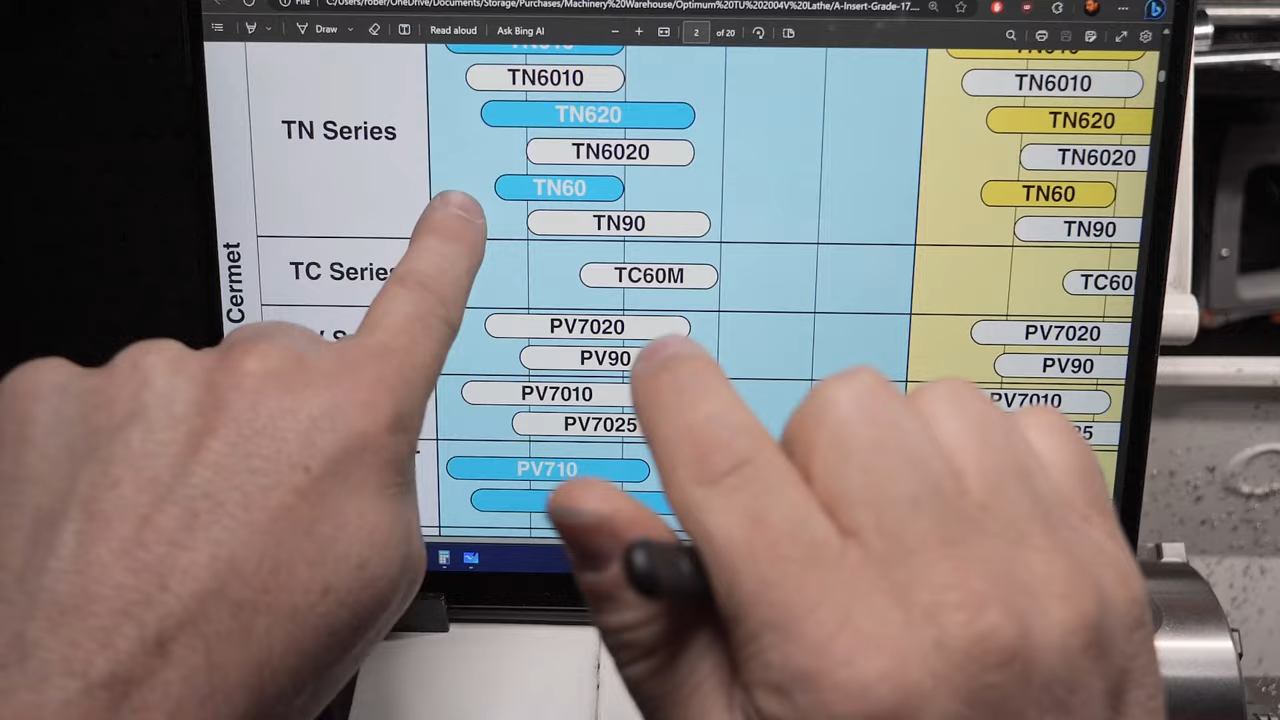 File
C:/Users/rober/OneDrive/Documents/Storage/Purchases/Machinery%20Warehouse/Optimum%20TU%202004V%20Lathe/A-Insert-Grade-17....
Draw
Read aloud
Ask Bing AI
2
of 20
TN6010
TN6010
TN620
TN620
TN Series
TN6020
TN6020
TN60
TN60
TN90
TN90
Cermet
TC Series
TC60M
TC60
PV7020
PV7020
PV90
PV90
PV7010
PV7010
PV7025
25
PV710